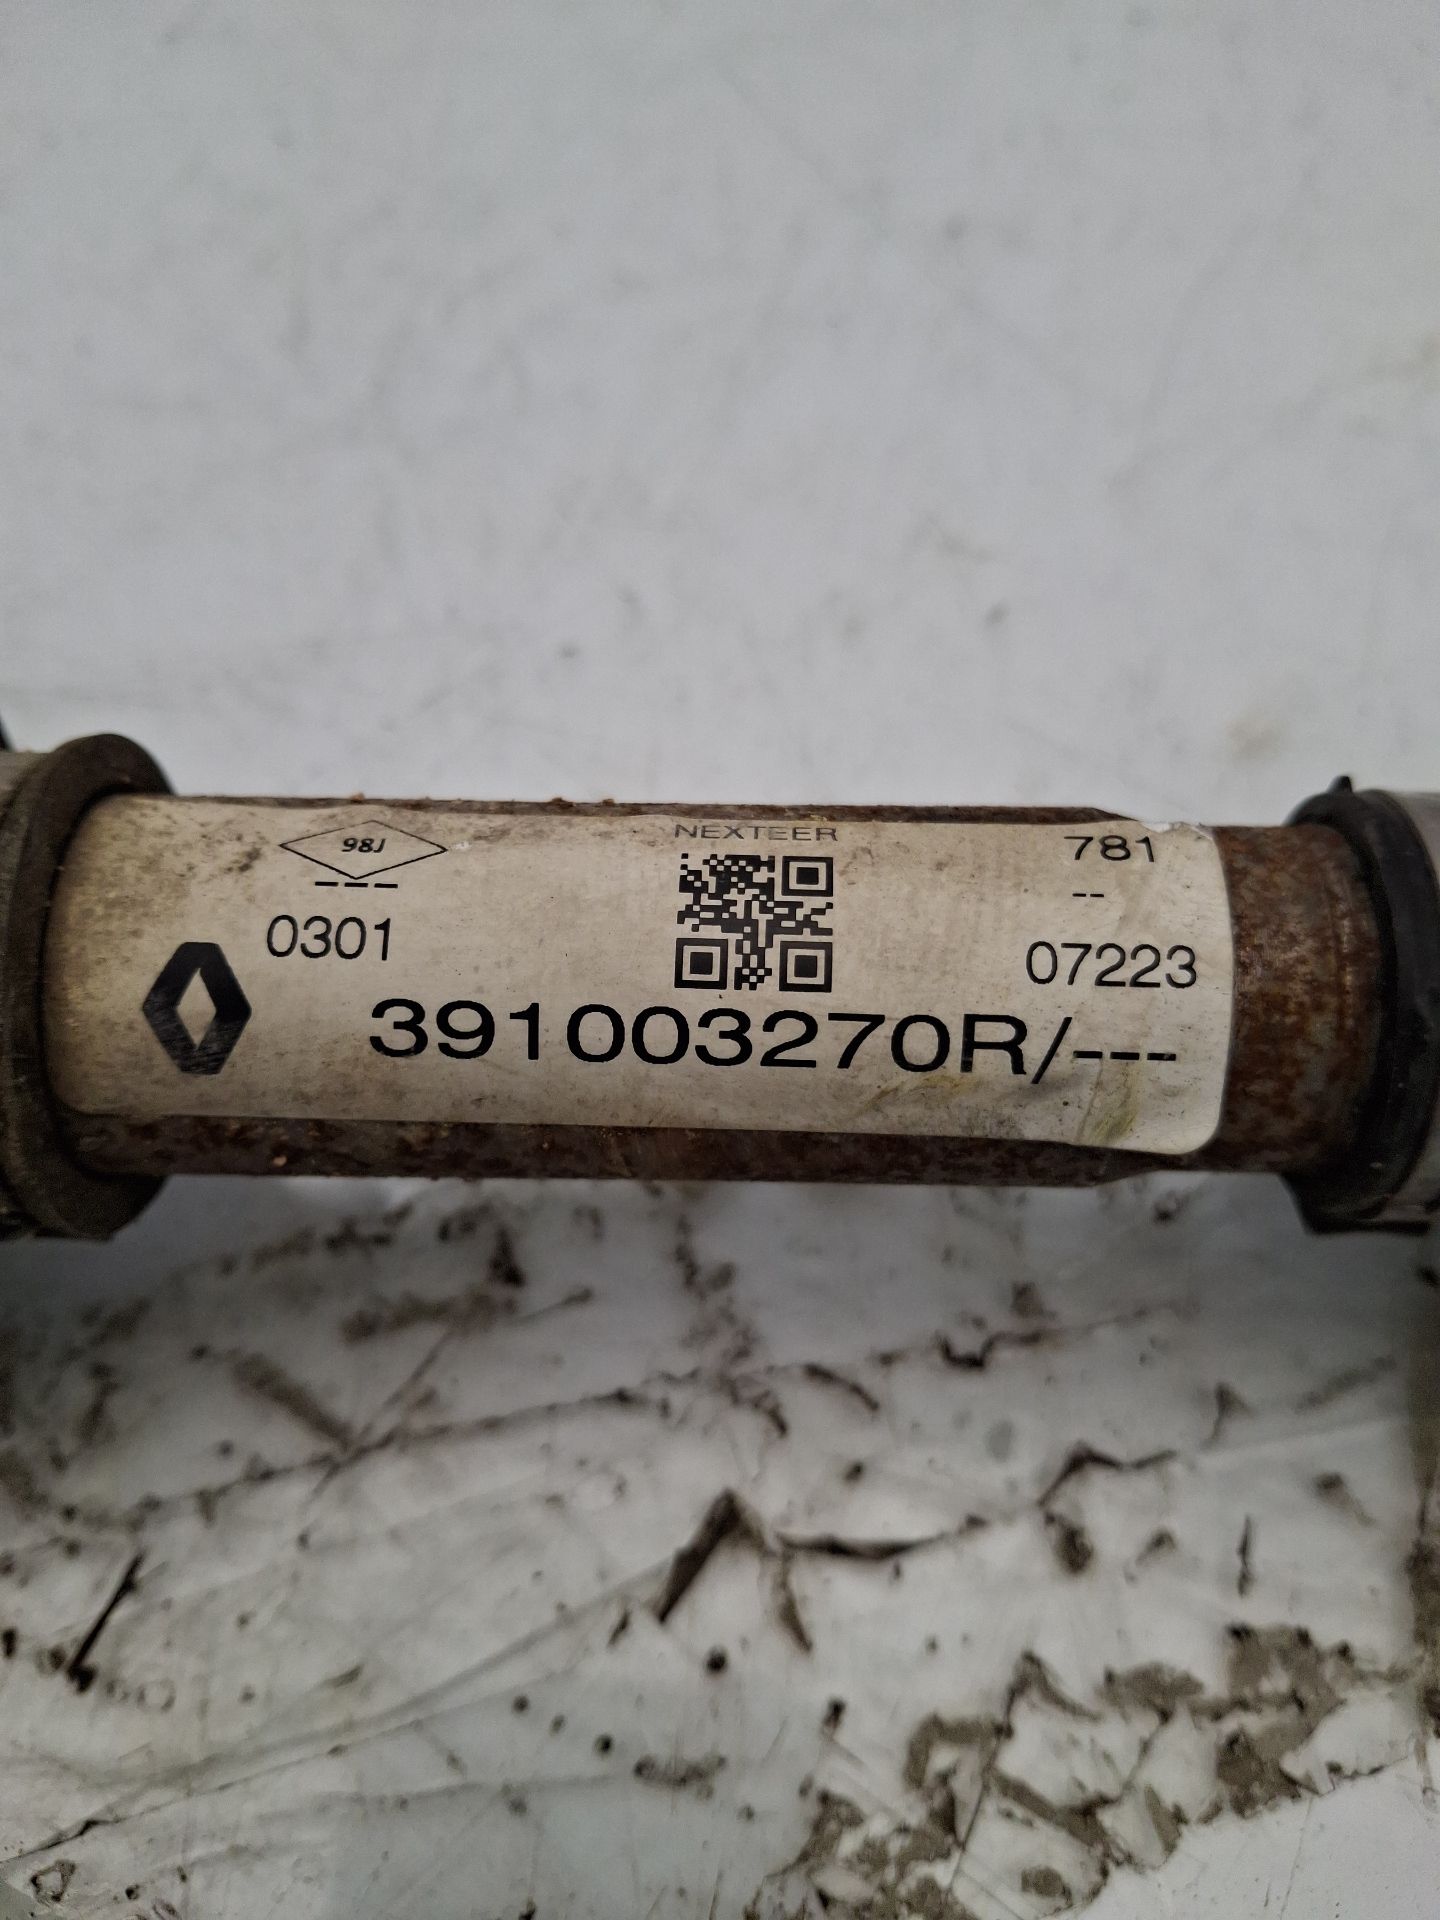 98J
---
0301
NEXTEER
781
--
07223
391003270R/---